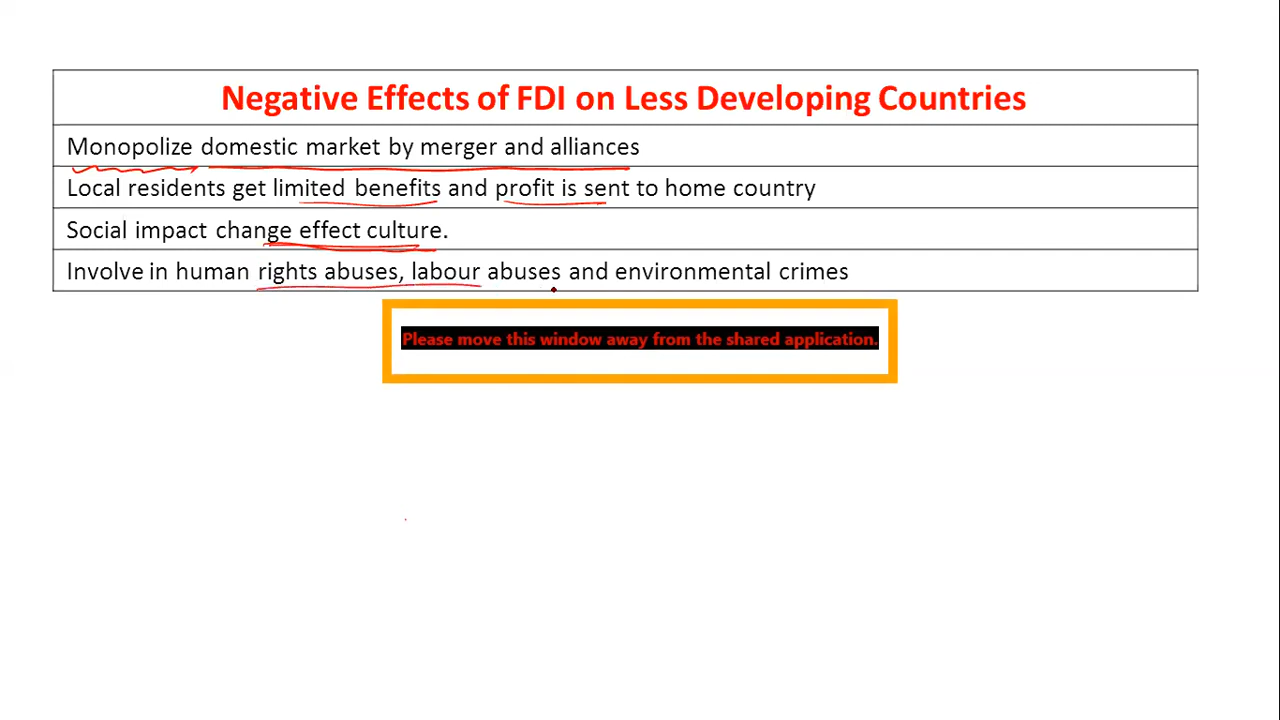 Negative Effects of FDI on Less Developing Countries
Monopolize domestic market by merger and alliances
Local residents get limited benefits and profit is sent to home country
Social impact change effect culture.
Involve in human rights abuses, labour abuses and environmental crimes
Please move this window away from the shared application.